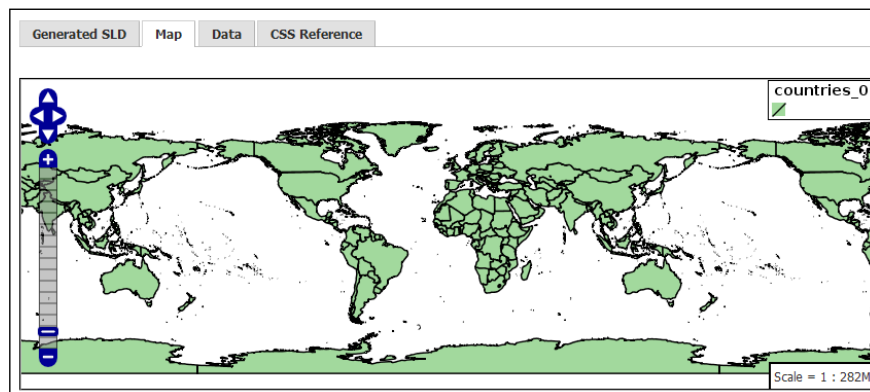 Generated SLD Map Data CSS Reference
countries_0
Scale = 1 : 282M